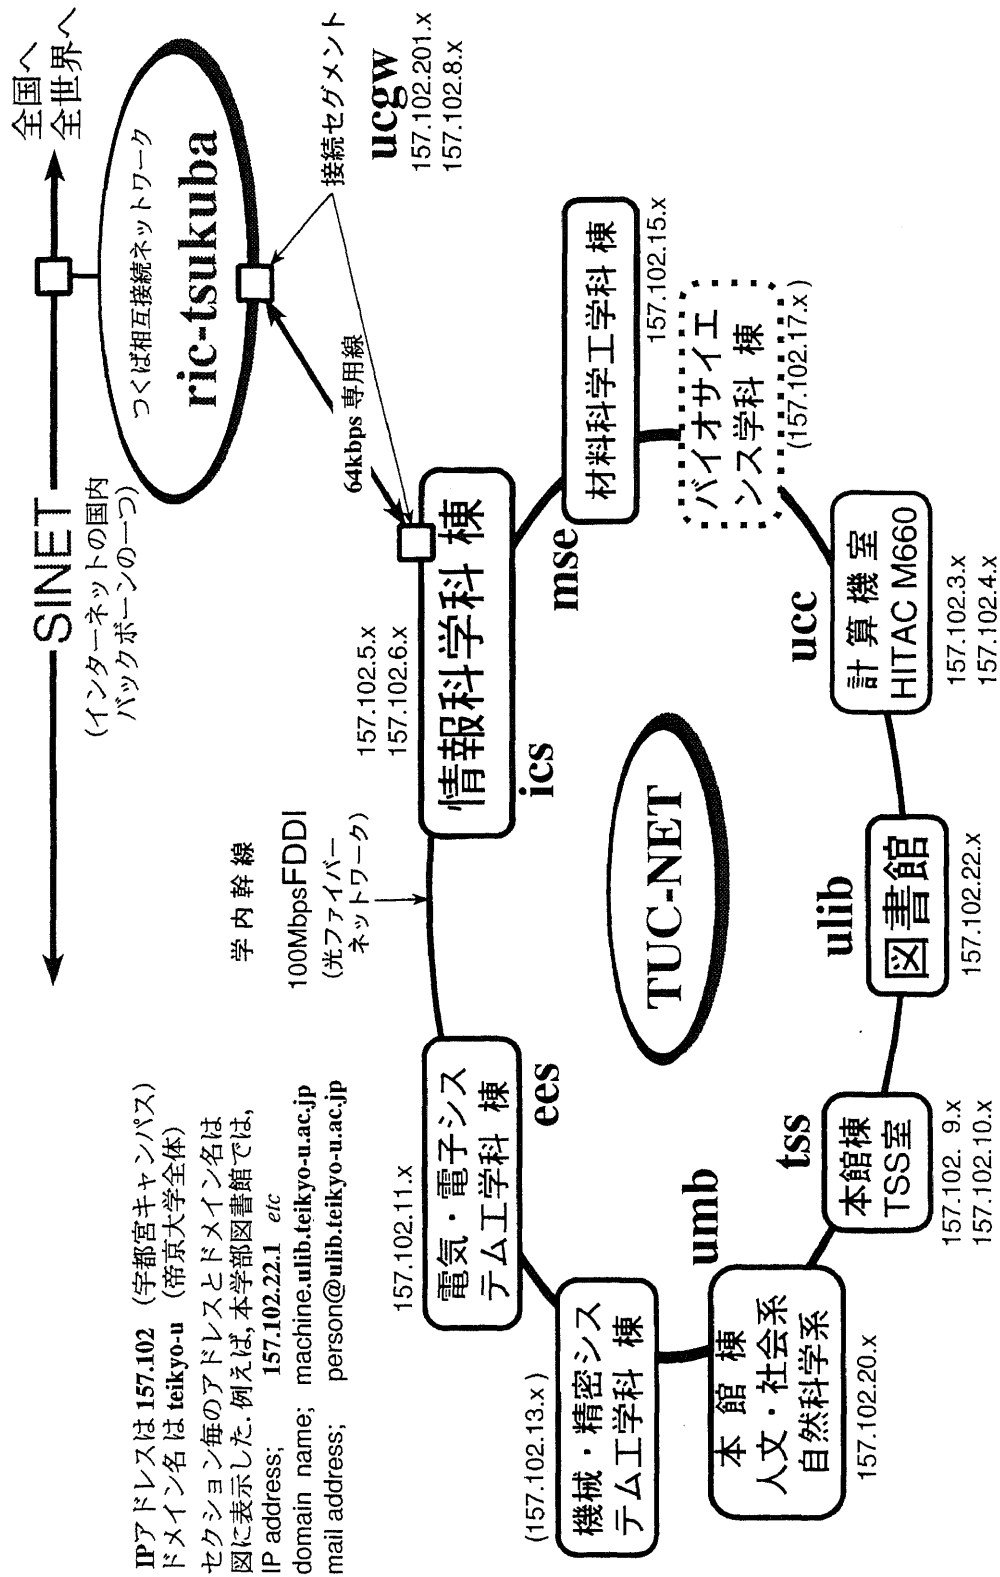 IPアドレスは 157.102 (宇都宮キャンパス)
ドメイン名 は teikyo-u (帝京大学全体)
セクション毎のアドレスとドメイン名は
図に表示した. 例えば, 本学部図書館では,
IP address; 157.102.22.1 etc
domain name; machine.ulib.teikyo-u.ac.jp
mail address; person@ulib.teikyo-u.ac.jp
SINET
(インターネットの国内
バックボーンの一つ)
全国へ
全世界へ
つくば相互接続ネットワーク
ric-tsukuba
64kbps 専用線
接続セグメント
ucgw
157.102.201.x
157.102.8.x
学 内 幹 線
100MbpsFDDI
(光ファイバー
ネットワーク)
157.102.5.x
157.102.6.x
情報科学科 棟
ics
157.102.11.x
電気・電子シス
テム工学科 棟
ees
(157.102.13.x)
機械・精密シス
テム工学科 棟
TUC-NET
mse
材料科学工学科 棟
157.102.15.x
バイオサイエ
ンス学科 棟
(157.102.17.x)
umb
本 館 棟
人文・社会系
自然科学系
157.102.20.x
tss
本館棟
TSS室
157.102. 9.x
157.102.10.x
ulib
図書館
157.102.22.x
ucc
計 算 機 室
HITAC M660
157.102.3.x
157.102.4.x